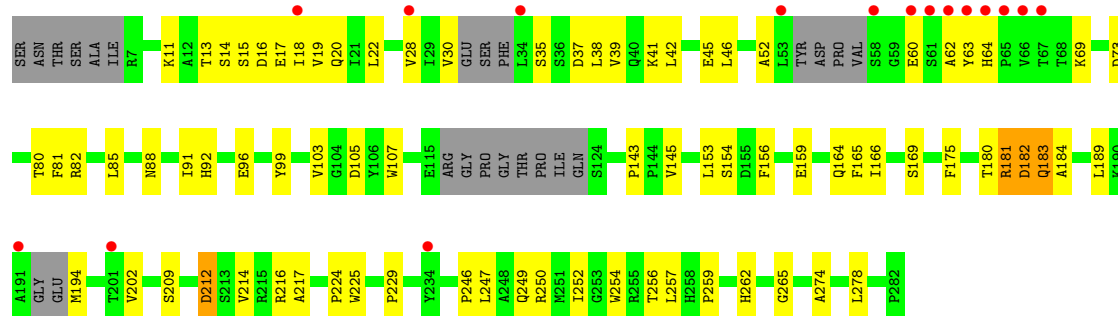 SER ASN THR SER ALA ILE R7 K11 A12 T13 S14 S15 D16 E17 I18 V19 Q20 I21 L22 V28 I29 V30 GLU SER PHE L34 S35 S36 D37 L38 V39 Q40 K41 L42 E45 L46 A52 L53 TYR ASP PRO VAL S58 G59 E60 S61 A62 Y63 H64 P65 V66 T67 T68 K69 D73
T80 F81 R82 L85 N88 I91 H92 E96 Y99 V103 G104 D105 Y106 W107 E115 ARG GLY PRO GLY THR PRO ILE GLN S124 P143 P144 V145 L153 S154 D155 F156 E159 Q164 F165 I166 S169 F175 T180 R181 D182 Q183 A184 L189 K190
A191 GLY GLU M194 T201 V202 S209 D212 S213 V214 R215 R216 A217 P224 W225 P229 Y234 P246 L247 A248 Q249 R250 M251 I252 G253 W254 R255 T256 L257 H258 P259 H262 G265 A274 L278 P282